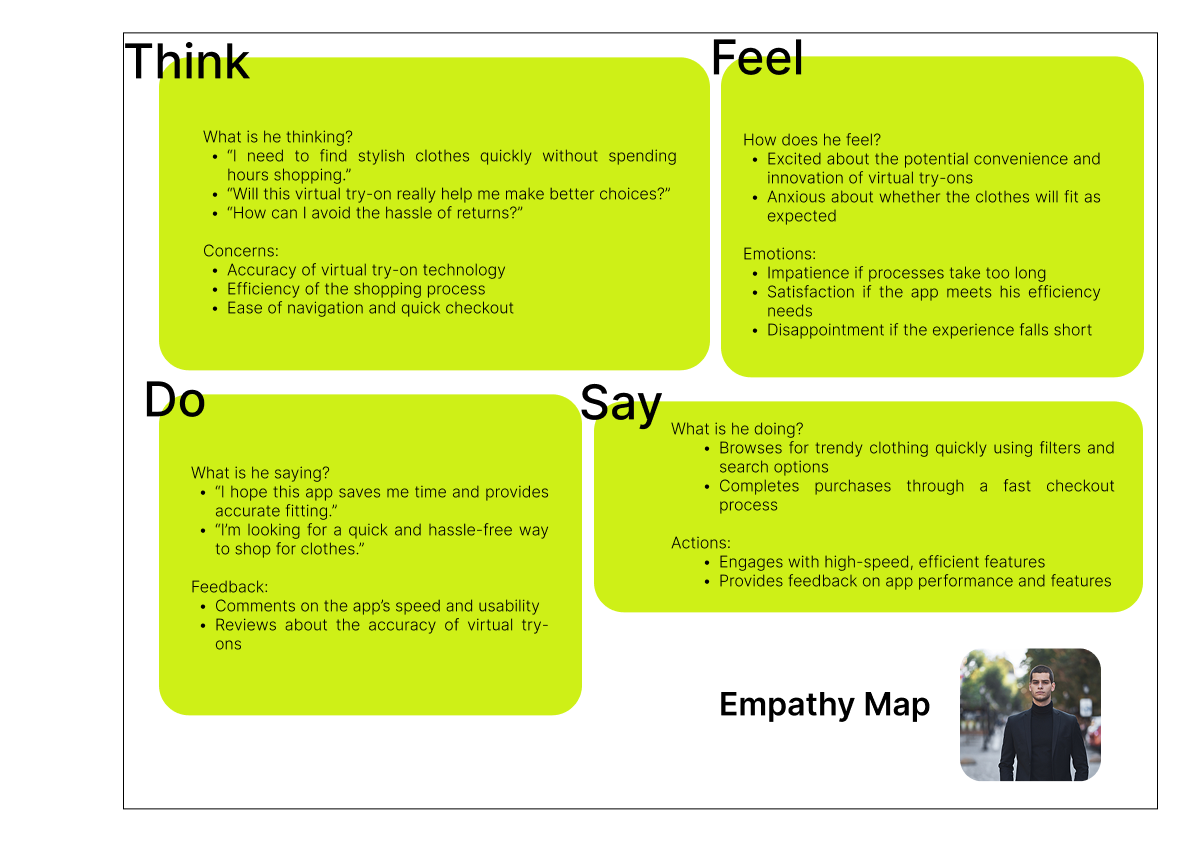 Think
What is he thinking?
• “I need to find stylish clothes quickly without spending
hours shopping.”
• “Will this virtual try-on really help me make better choices?”
• “How can I avoid the hassle of returns?”
Concerns:
• Accuracy of virtual try-on technology
• Efficiency of the shopping process
• Ease of navigation and quick checkout
Feel
How does he feel?
• Excited about the potential convenience and
innovation of virtual try-ons
• Anxious about whether the clothes will fit as
expected
Emotions:
• Impatience if processes take too long
• Satisfaction if the app meets his efficiency
needs
• Disappointment if the experience falls short
Do
What is he saying?
• “I hope this app saves me time and provides
accurate fitting.”
• “I’m looking for a quick and hassle-free way
to shop for clothes.”
Feedback:
• Comments on the app’s speed and usability
• Reviews about the accuracy of virtual try-
ons
Say
What is he doing?
• Browses for trendy clothing quickly using filters and
search options
• Completes purchases through a fast checkout
process
Actions:
• Engages with high-speed, efficient features
• Provides feedback on app performance and features
Empathy Map